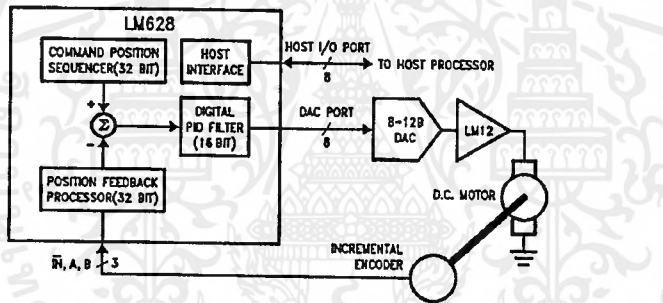 LM628
COMMAND POSITION
SEQUENCER(32 BIT)
HOST
INTERFACE
HOST I/O PORT
8
TO HOST PROCESSOR
+
Σ
-
DIGITAL
PID FILTER
(16 BIT)
DAC PORT
8
8-12B
DAC
LM12
POSITION FEEDBACK
PROCESSOR(32 BIT)
D.C. MOTOR
IN, A, B
3
INCREMENTAL
ENCODER